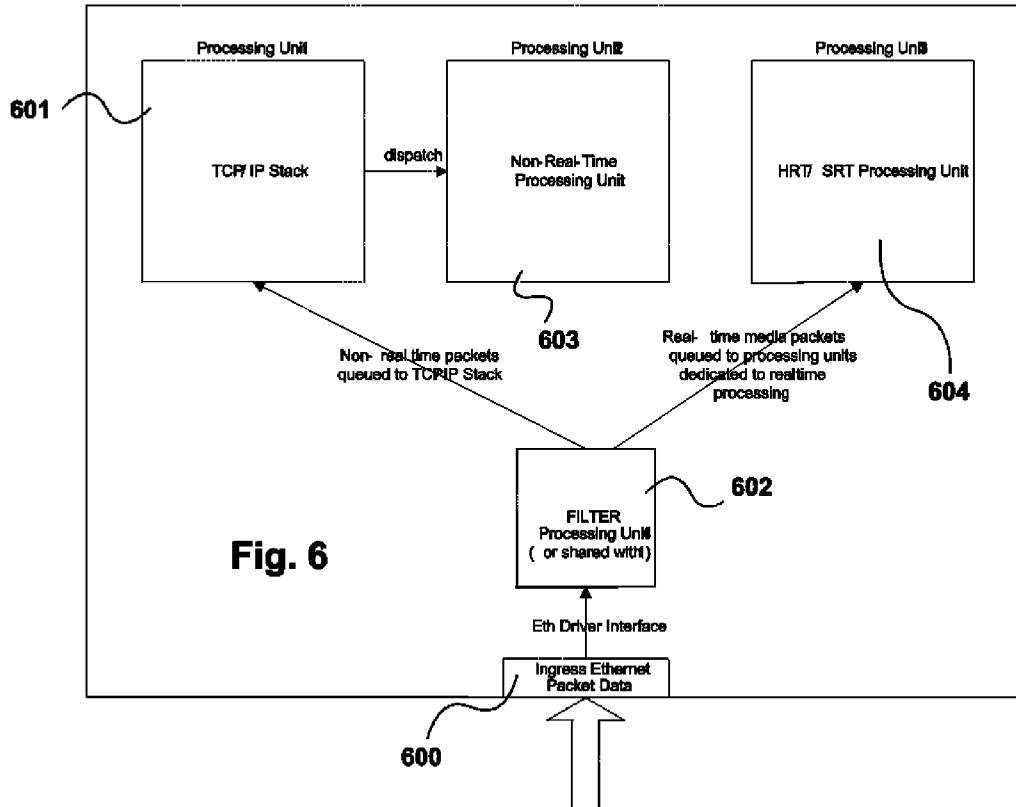 Processing Unit1
Processing Unit2
Processing Unit3
601
TCP/ IP Stack
dispatch
Non- Real-Time
Processing Unit
HRT/ SRT Processing Unit
603
604
Non- real time packets
queued to TCP/IP Stack
Real- time media packets
queued to processing units
dedicated to realtime
processing
602
FILTER
Processing Unit4
( or shared with1)
Fig. 6
Eth Driver Interface
Ingress Ethernet
Packet Data
600